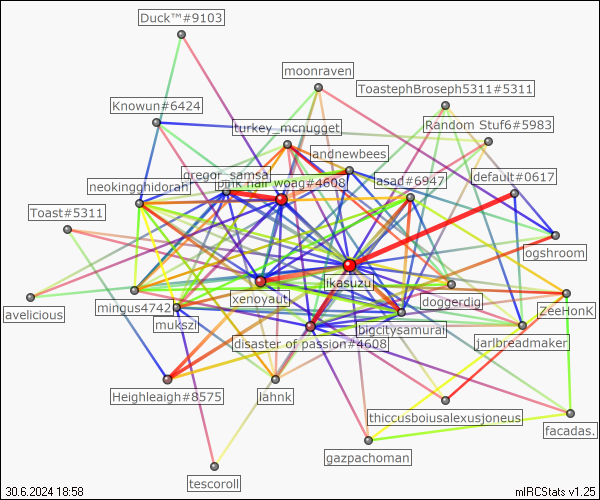 Duck™#9103
moonraven
ToastephBroseph5311#5311
Knowun#6424
turkey_mcnugget
Random Stuf6#5983
andnewbees
gregor_samsa
pink hair woag#4608
asad#6947
default#0617
neokingghidorah
Toast#5311
ogshroom
likasuzu
xenoyaut
doggerdig
mingus4742
ZeeHonK
avelicious
mukszi
bigcitysamurai
disaster of passion#4608
jarlbreadmaker
Heighleaigh#8575
lahnk
thiccusboiusalexusjoneus
facadas.
gazpachoman
tescoroll
30.6.2024 18:58
mIRCStats v1.25